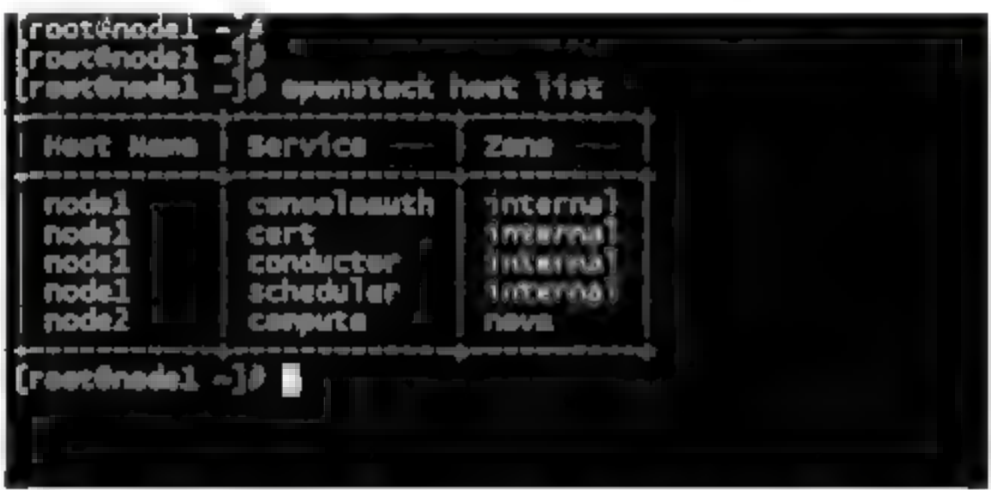 [root@node1 ~]#
[root@node1 ~]#
[root@node1 ~]# openstack host list
+-----------+-------------+----------+
| Host Name | Service | Zone |
+-----------+-------------+----------+
| node1 | consoleauth | internal |
| node1 | cert | internal |
| node1 | conductor | internal |
| node1 | scheduler | internal |
| node2 | compute | nova |
+-----------+-------------+----------+
[root@node1 ~]#